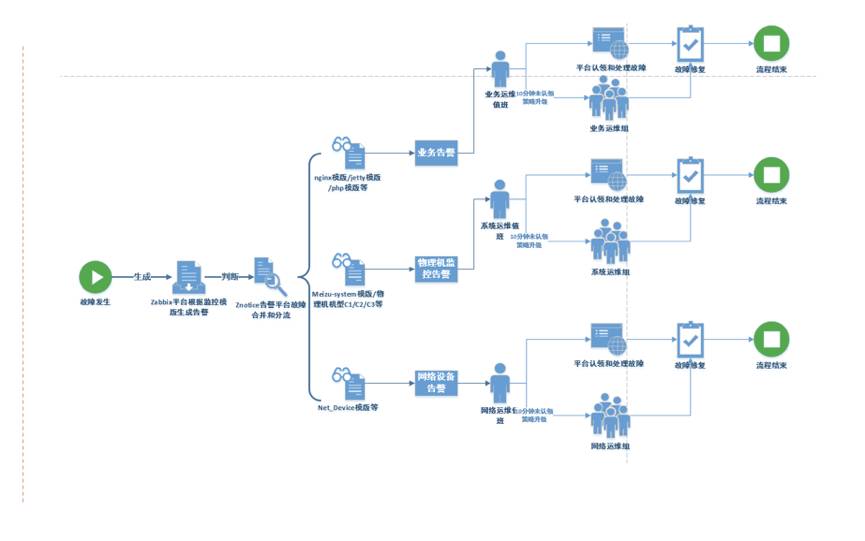 故障发生
生成
Zabbix平台根据监控模
版生成告警
判断
Znotice告警平台故障
合并和分流
nginx模版/jetty模版
/php模版等
业务告警
业务运维
值班
10分钟未认领
策略升级
平台认领和处理故障
业务运维组
故障修复
流程结束
Meizu-system模版/物
理机机型C1/C2/C3等
物理机监
控告警
系统运维值
班
10分钟未认领
策略升级
平台认领和处理故障
系统运维组
故障修复
流程结束
Net_Device模版等
网络设备
告警
网络运维值
班
10分钟未认领
策略升级
平台认领和处理故障
网络运维组
故障修复
流程结束